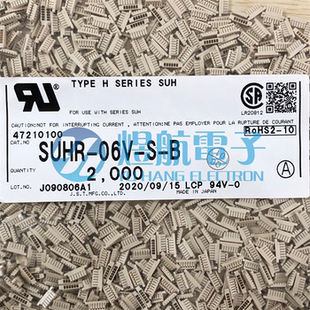 TYPE H SERIES SUH
FOR USE WITH SERIES SUH
LR20812
CAUTION:NOT FOR INTERRUPTING CURRENT , ATTENTION:NE PAS EMPLOYER POUR LA RUPTURE DE COURANT
47210100
RoHS2-10
CAT.NO
SUHR-06V-S-B
煜航電子
QUANTITY
2,000
A
LOT.NO J090806A1 2020/09/15 LCP 94V-0
J.S.T.MFG.CO.,LTD. MADE IN JAPAN